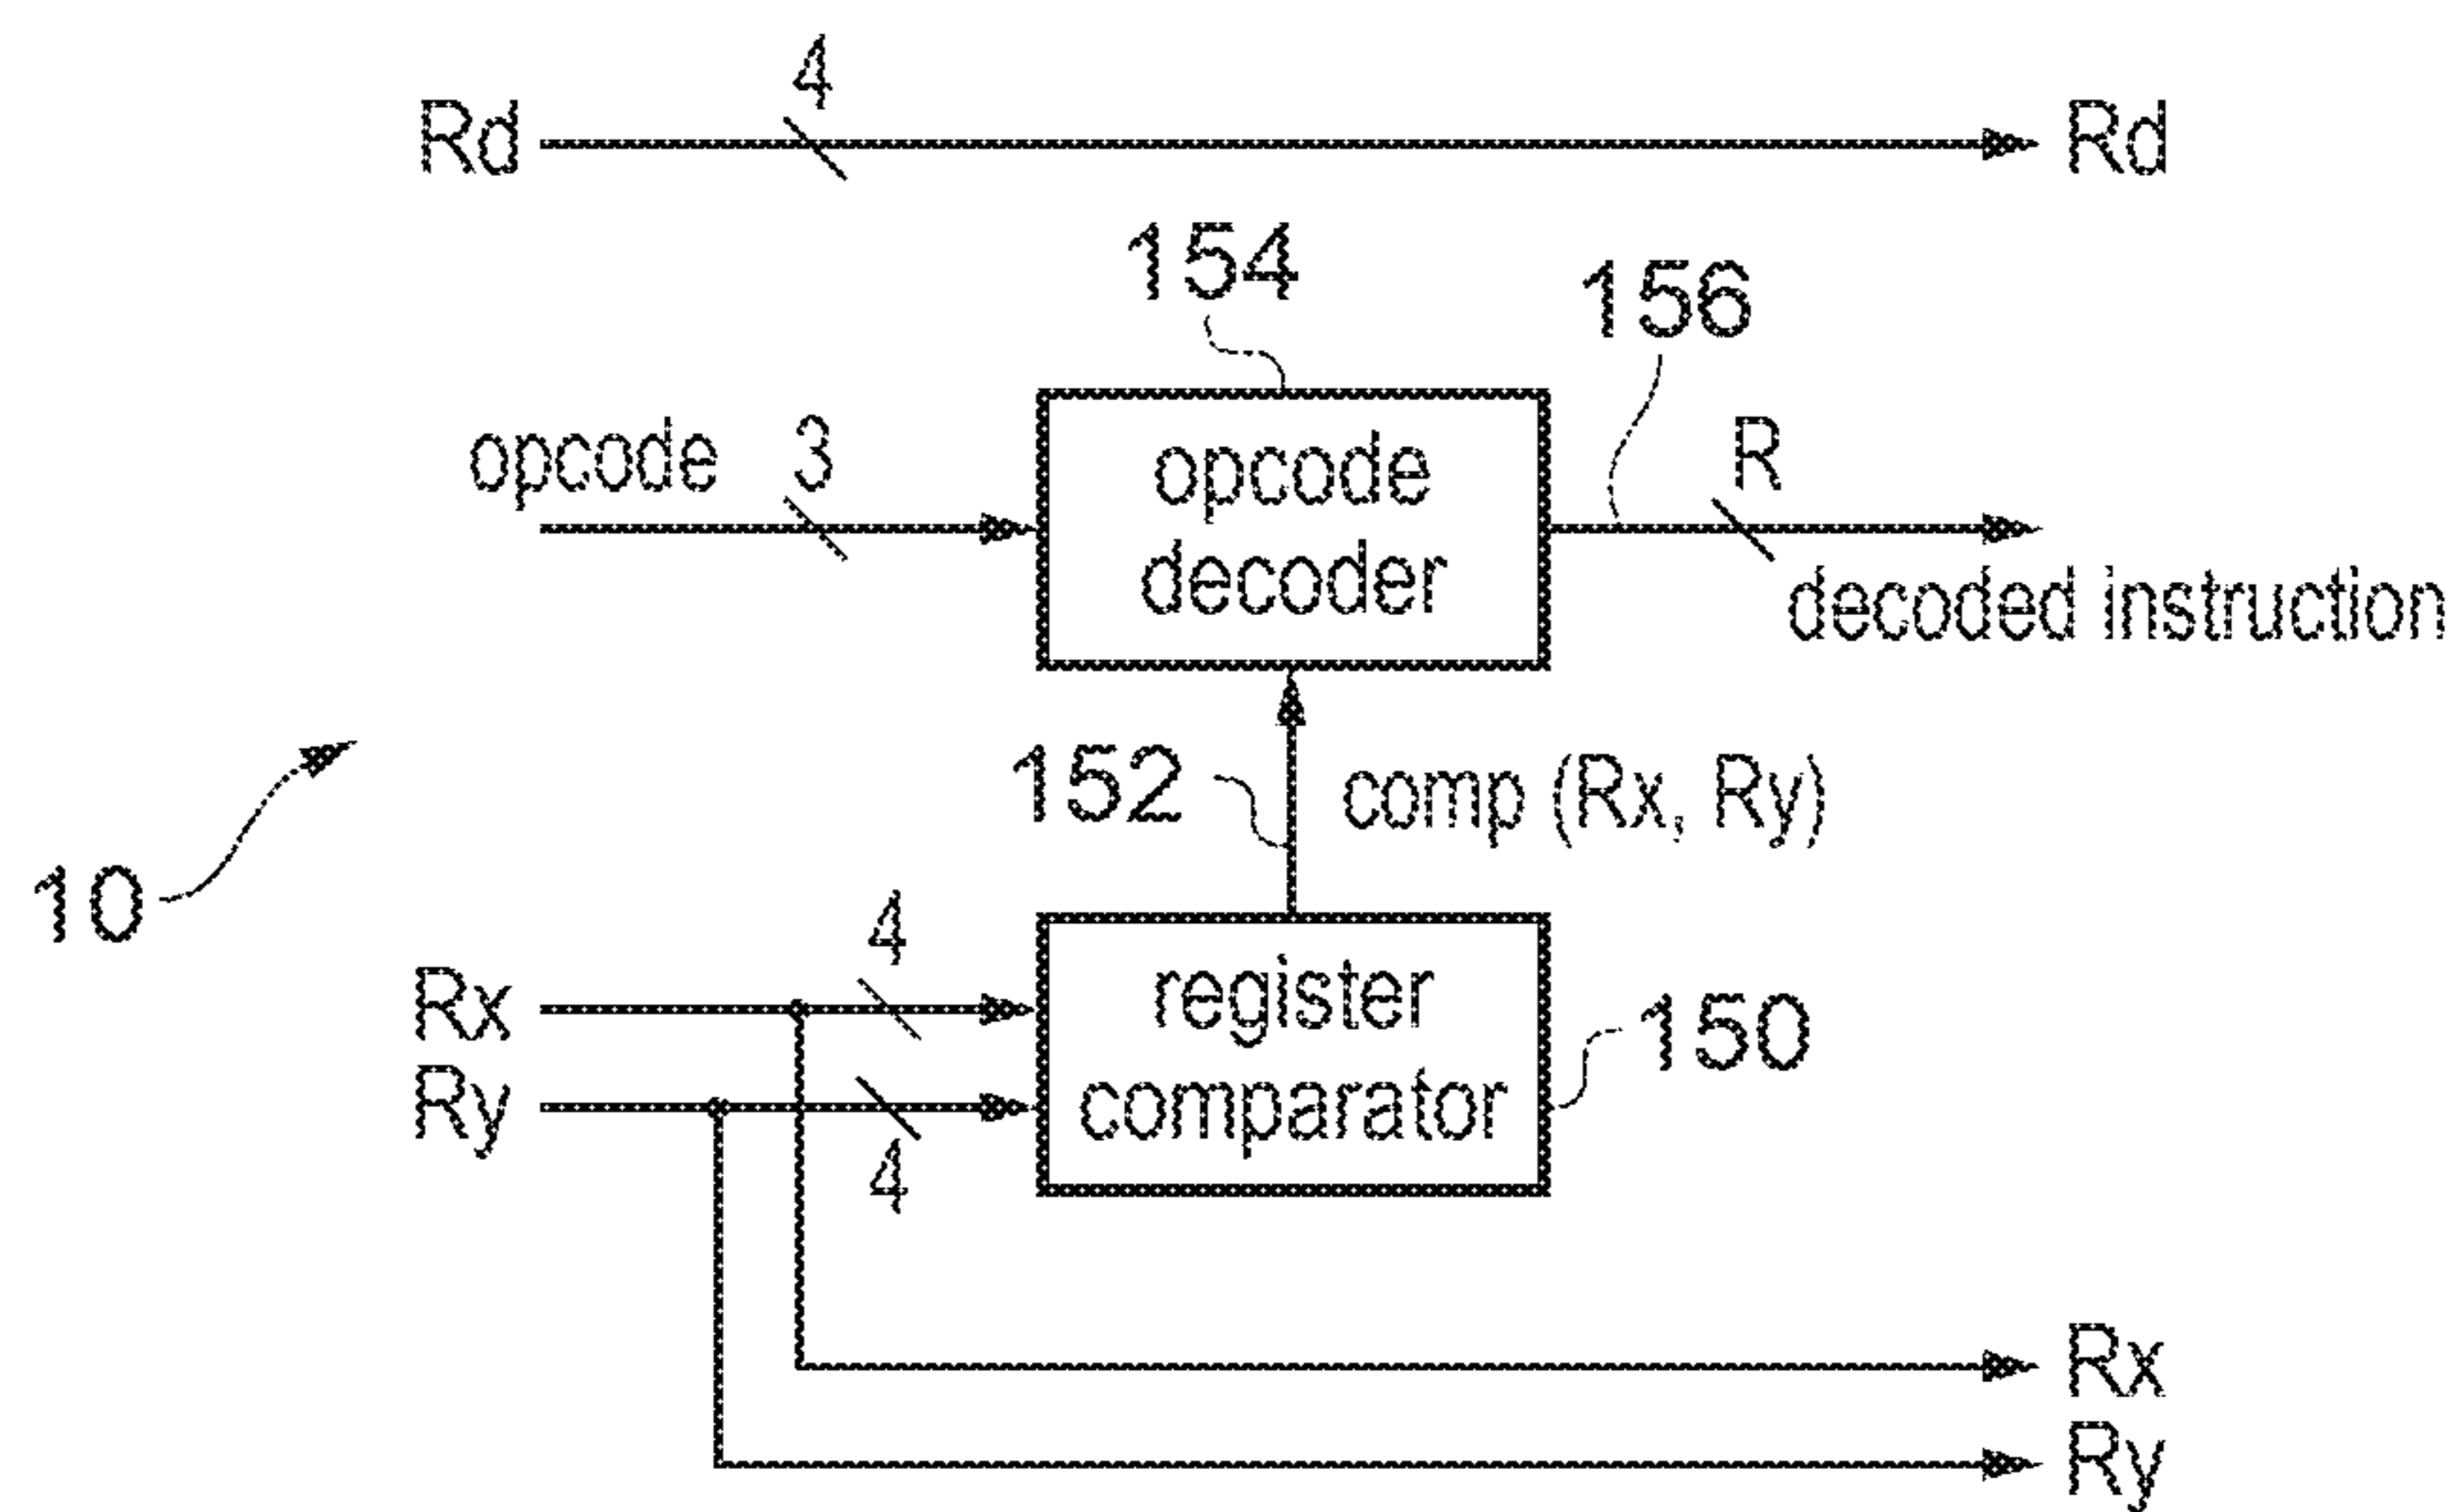 4
Rd
Rd
154
156
opcode
3
R
opcode
decoder
decoded instruction
152
comp (Rx, Ry)
10
4
Rx
register
150
Ry
comparator
4
Rx
Ry